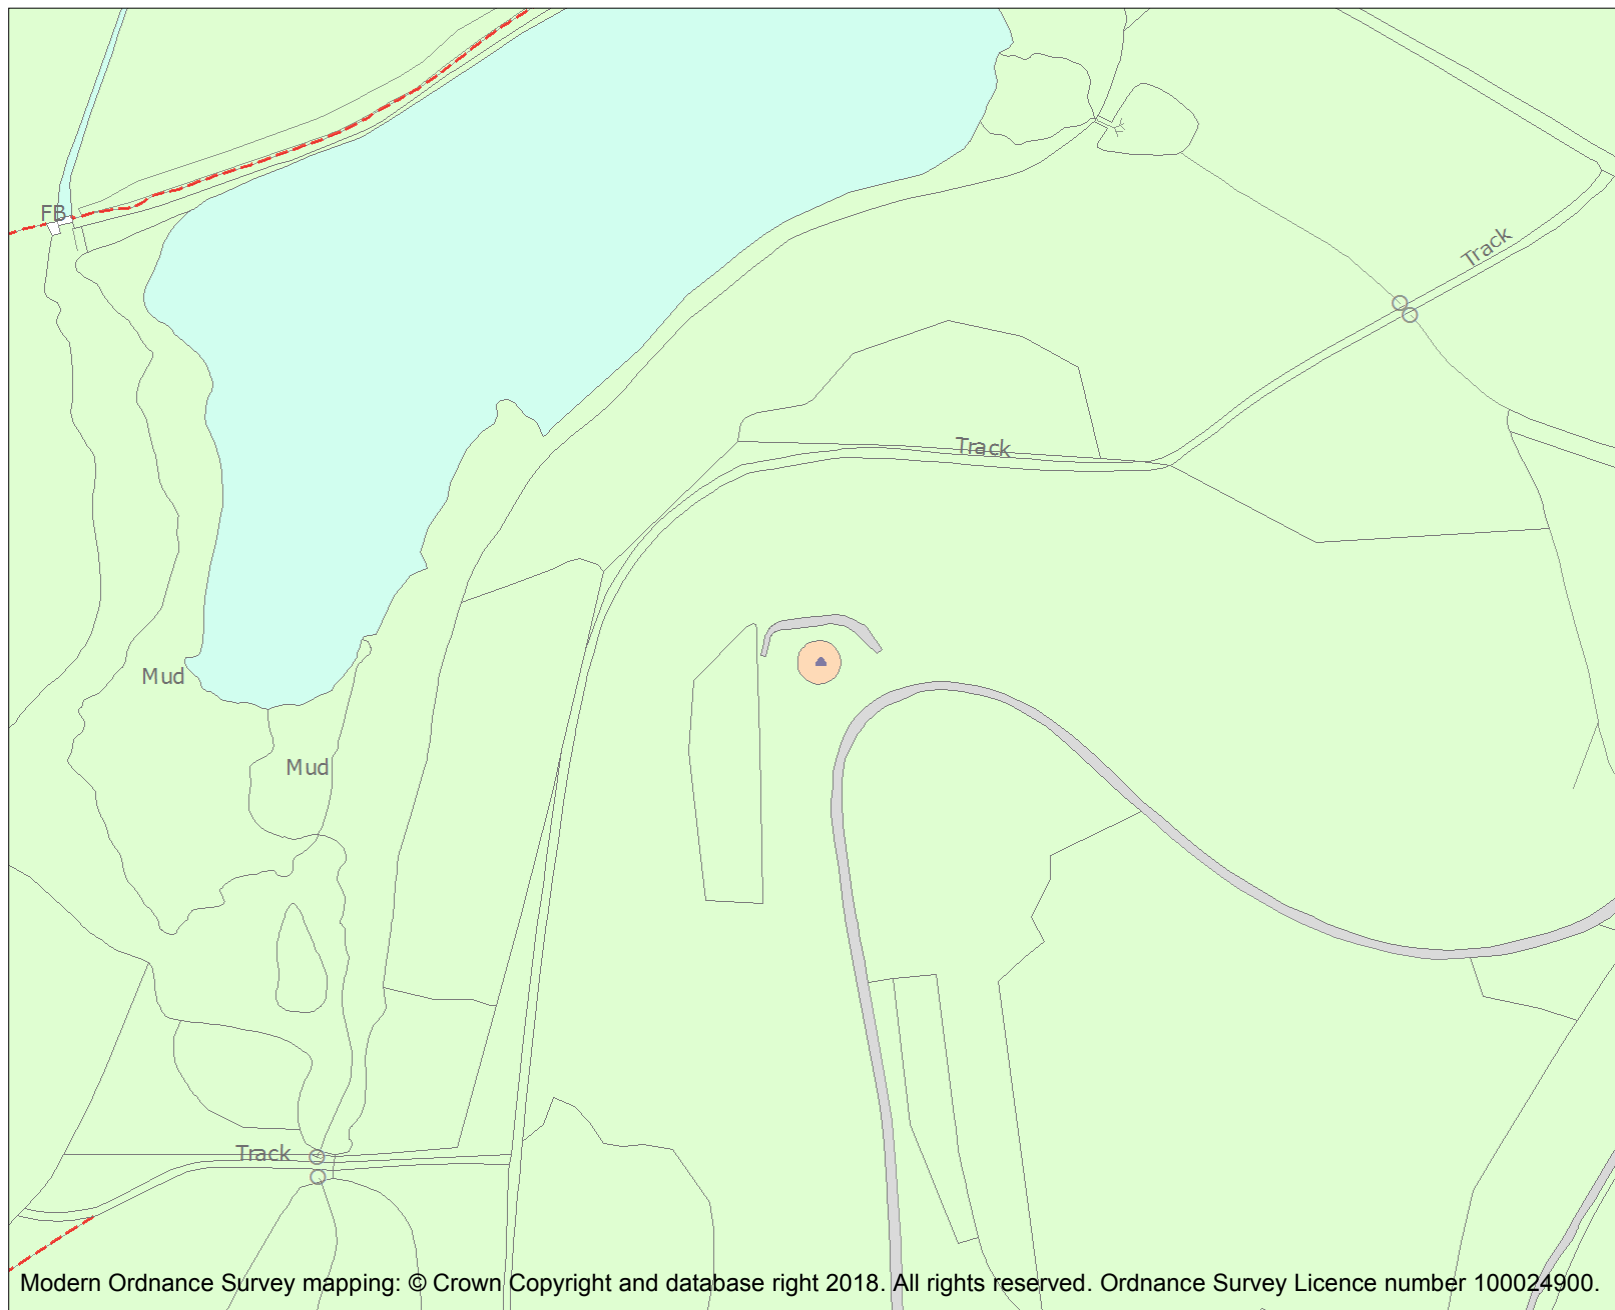 FB
Track
Track
Mud
Mud
Track
Modern Ordnance Survey mapping: © Crown Copyright and database right 2018. All rights reserved. Ordnance Survey Licence number 100024900.